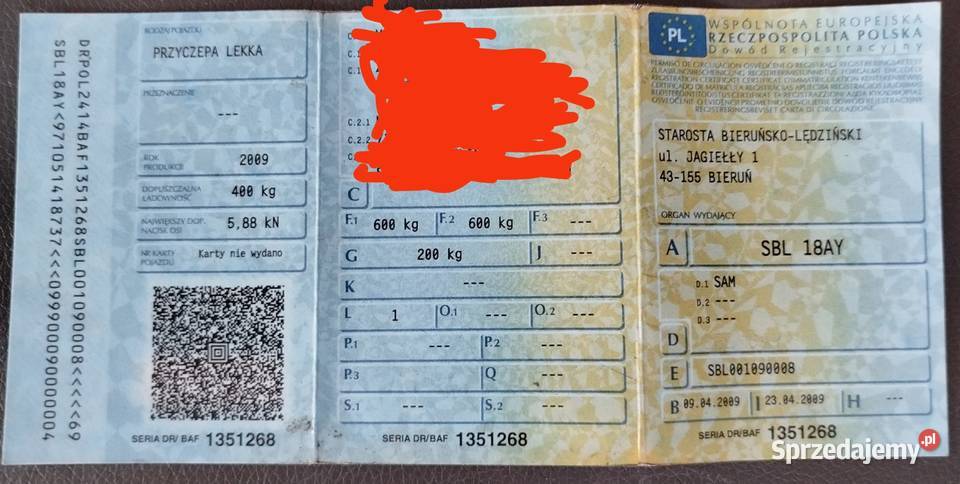 DRPOL2414BAF1351268SBL001090008<<<<<69
SBL18AY<9710514187 37<<<0999000900000004
RODZAJ POJAZDU
PRZYCZEPA LEKKA
PRZEZNACZENIE
---
ROK PRODUKCJI
2009
DOPUSZCZALNA ŁADOWNOŚĆ
400 kg
NAJWIĘKSZY DOP. NACISK OSI
5,88 kN
NR KARTY POJAZDU
Karty nie wydano
SERIA DR/BAF 1351268
C.2.1
C.2.2
C
F.1 600 kg F.2 600 kg F.3 ---
G 200 kg J ---
K ---
L 1 O.1 --- O.2 ---
P.1 --- P.2 ---
P.3 --- Q ---
S.1 --- S.2 ---
SERIA DR/BAF 1351268
PL
WSPÓLNOTA EUROPEJSKA
RZECZPOSPOLITA POLSKA
Dowód Rejestracyjny
STAROSTA BIERUŃSKO-LĘDZIŃSKI
ul. JAGIEŁŁY 1
43-155 BIERUŃ
ORGAN WYDAJĄCY
A SBL 18AY
D.1 SAM
D.2 ---
D.3 ---
D
E SBL001090008
B 09.04.2009 I 23.04.2009 H ---
SERIA DR/BAF 1351268
Sprzedajemy.pl